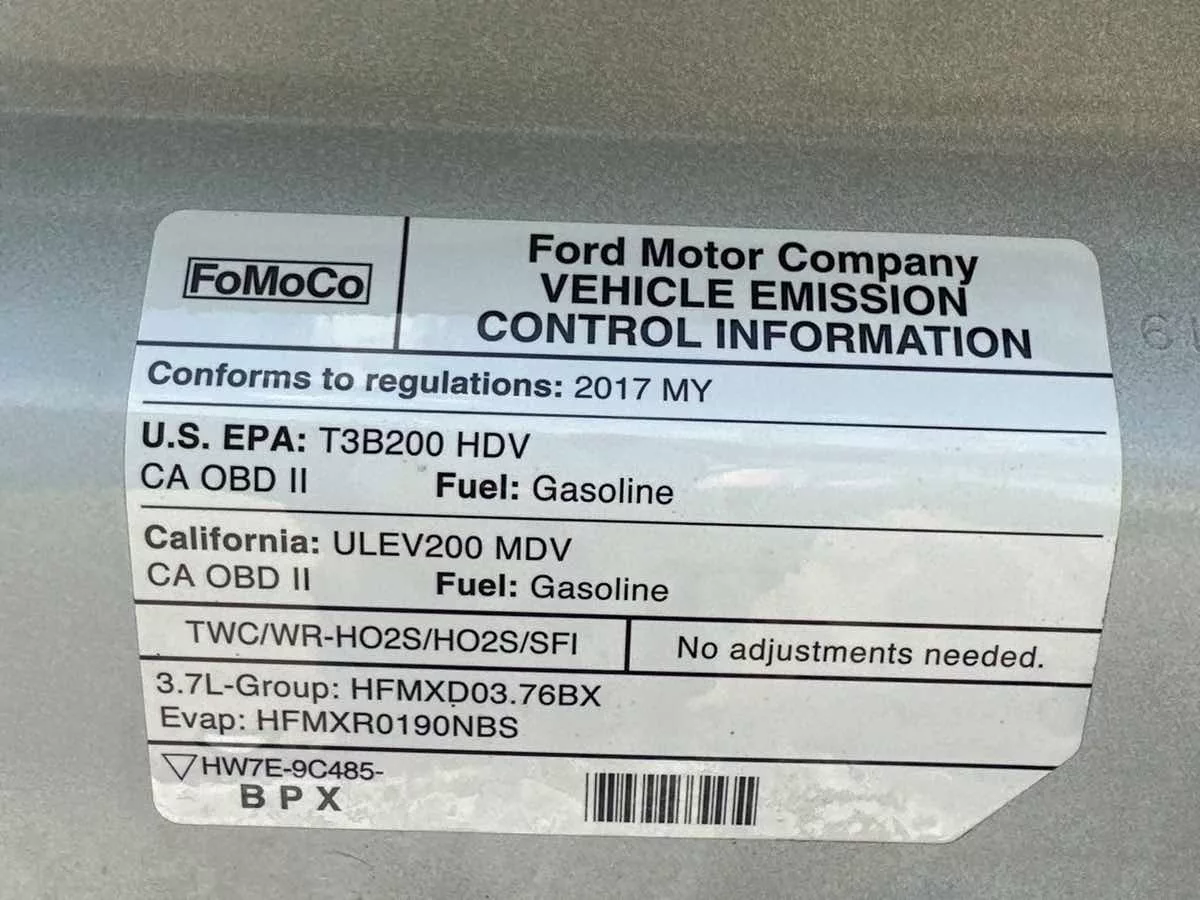 FoMoCo
Ford Motor Company
VEHICLE EMISSION
CONTROL INFORMATION
Conforms to regulations: 2017 MY
U.S. EPA: T3B200 HDV
CA OBD II Fuel: Gasoline
California: ULEV200 MDV
CA OBD II Fuel: Gasoline
TWC/WR-HO2S/HO2S/SFI
No adjustments needed.
3.7L-Group: HFMXD03.76BX
Evap: HFMXR0190NBS
HW7E-9C485-
B P X